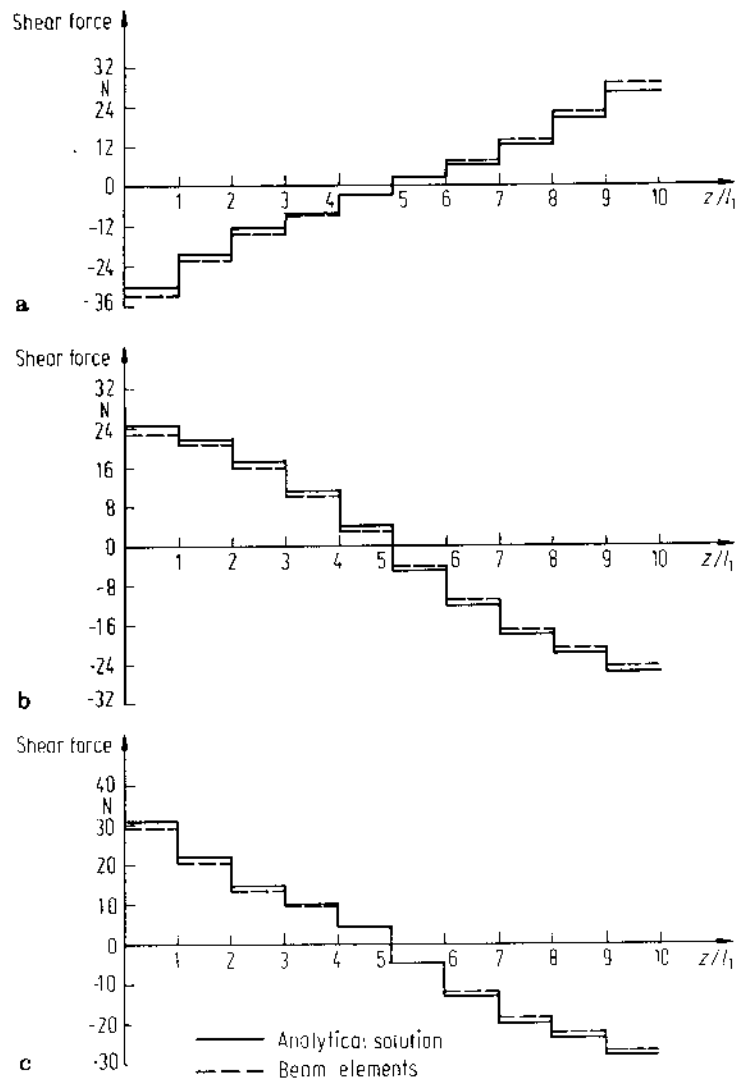 Shear force
32
N
24
12
0
-12
-24
-36
1 2 3 4 5 6 7 8 9 10 z/l₁
a
Shear force
32
N
24
16
8
0
-8
-16
-24
-32
1 2 3 4 5 6 7 8 9 10 z/l₁
b
Shear force
40
N
30
20
10
0
-10
-20
-30
1 2 3 4 5 6 7 8 9 10 z/l₁
Analytical solution
Beam elements
c